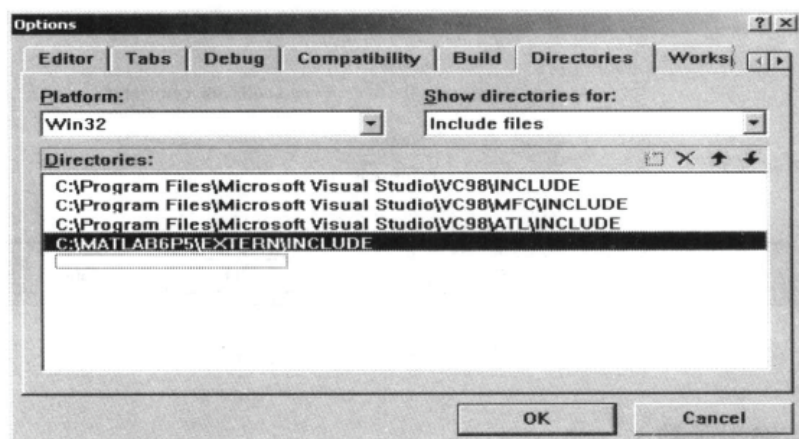 Options
Editor Tabs Debug Compatibility Build Directories Works
Platform: Show directories for:
Win32 Include files
Directories:
C:\Program Files\Microsoft Visual Studio\VC98\INCLUDE
C:\Program Files\Microsoft Visual Studio\VC98\MFC\INCLUDE
C:\Program Files\Microsoft Visual Studio\VC98\ATL\INCLUDE
C:\MATLAB6P5\EXTERN\INCLUDE
OK Cancel